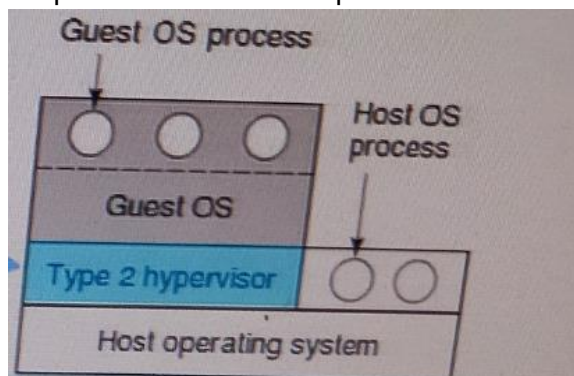 Guest OS process
Host OS
process
Guest OS
Type 2 hypervisor
Host operating system